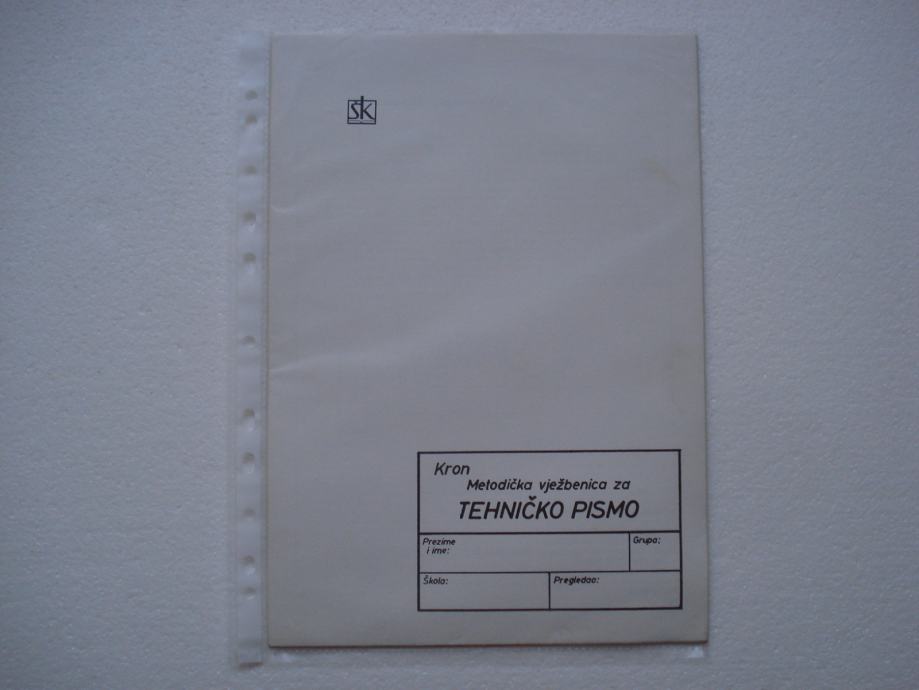 ŠK
Kron
Metodička vježbenica za
TEHNIČKO PISMO
Prezime
i ime:
Grupa:
Škola:
Pregledao: